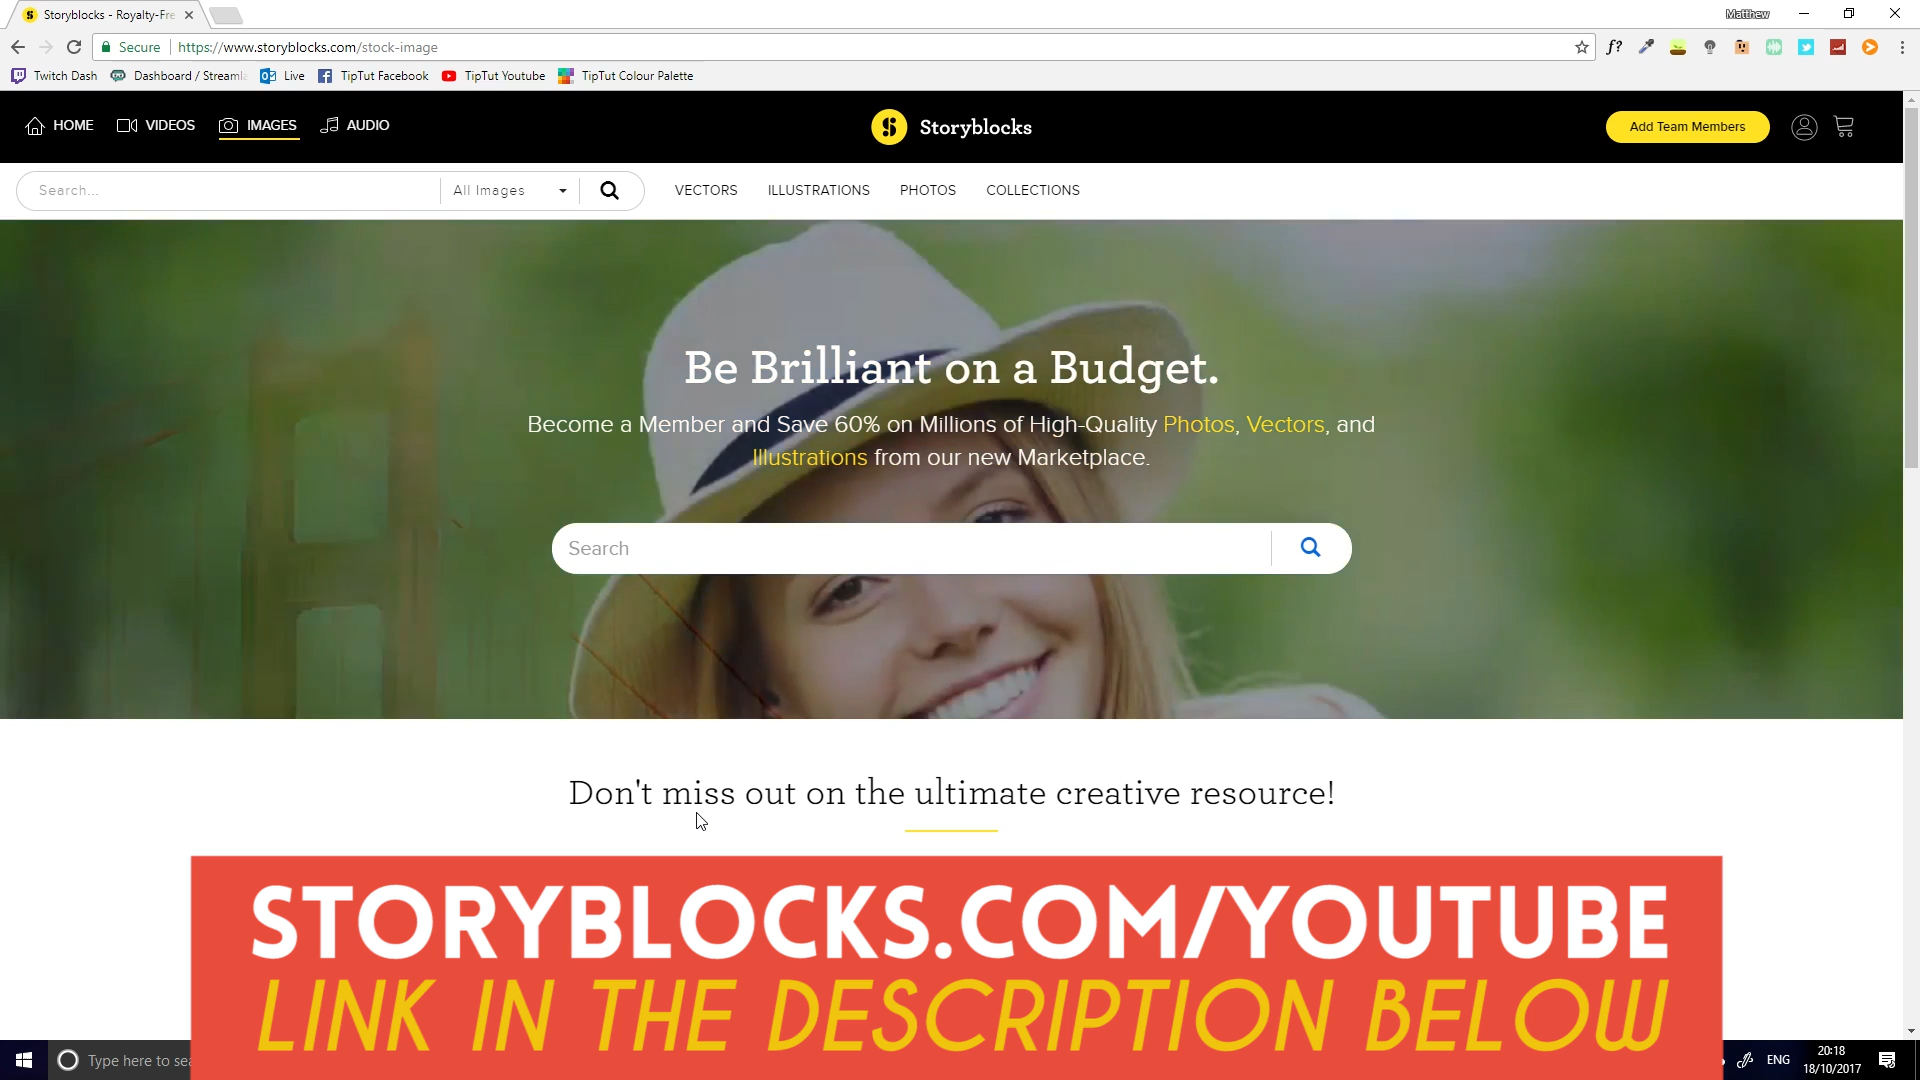 Storyblocks - Royalty-Fre
Matthew
Secure
https://www.storyblocks.com/stock-image
f?
Twitch Dash
Dashboard / Streamla
Live
TipTut Facebook
TipTut Youtube
TipTut Colour Palette
HOME
VIDEOS
IMAGES
AUDIO
Storyblocks
Add Team Members
Search...
All Images
VECTORS
ILLUSTRATIONS
PHOTOS
COLLECTIONS
Be Brilliant on a Budget.
Become a Member and Save 60% on Millions of High-Quality Photos, Vectors, and
Illustrations from our new Marketplace.
Search
Don't miss out on the ultimate creative resource!
STORYBLOCKS.COM/YOUTUBE
LINK IN THE DESCRIPTION BELOW
Type here to sea
ENG
20:18
18/10/2017